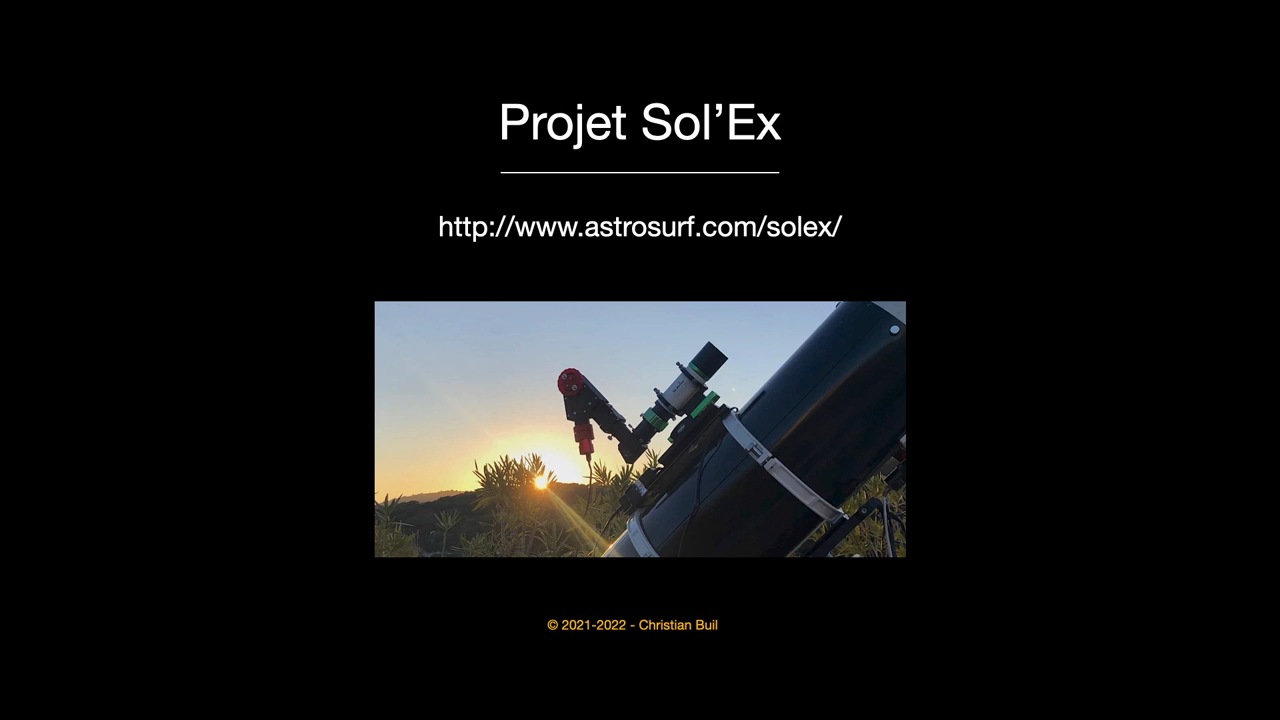 Projet Sol’Ex
http://www.astrosurf.com/solex/
© 2021-2022 - Christian Buil